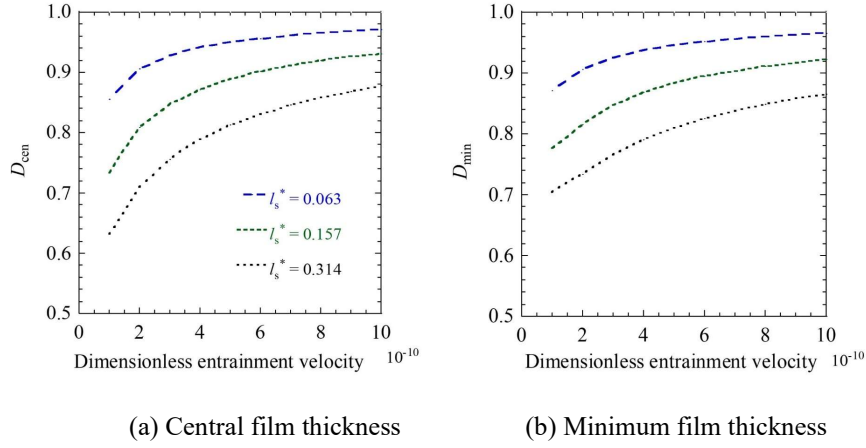 1.0
0.9
0.8
0.7
0.6
0.5
D_cen
l_s* = 0.063
l_s* = 0.157
l_s* = 0.314
0 2 4 6 8 10
Dimensionless entrainment velocity 10^-10
(a) Central film thickness
1.0
0.9
0.8
0.7
0.6
0.5
D_min
0 2 4 6 8 10
Dimensionless entrainment velocity 10^-10
(b) Minimum film thickness